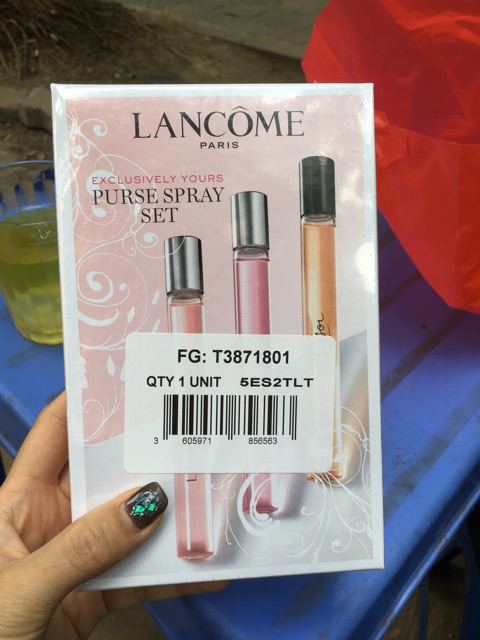 LANCÔME
PARIS
EXCLUSIVELY YOURS
PURSE SPRAY
SET
FG: T3871801
QTY 1 UNIT 5ES2TLT
3 605971 856563